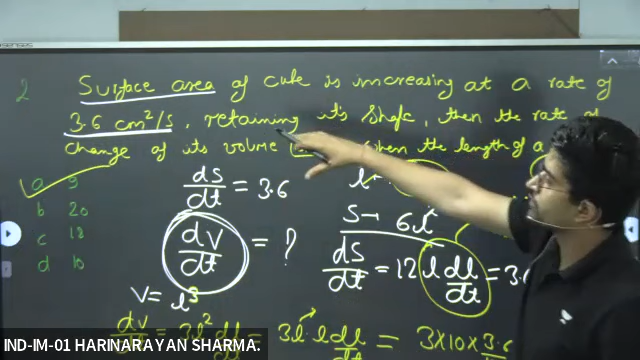 2 Surface area of cube is increasing at a rate of
3.6 cm²/s, retaining it's shape, then the rate of
change of its volume when the length of a
a 9
b 20
c 18
d 10
dS/dt = 3.6
dV/dt = ?
V = l³
dV/dt = 3l² dl/dt = 3l · l dl/dt = 3×10×3.6
S → 6l²
dS/dt = 12 l dl/dt = 3.6
IND-IM-01 HARINARAYAN SHARMA.